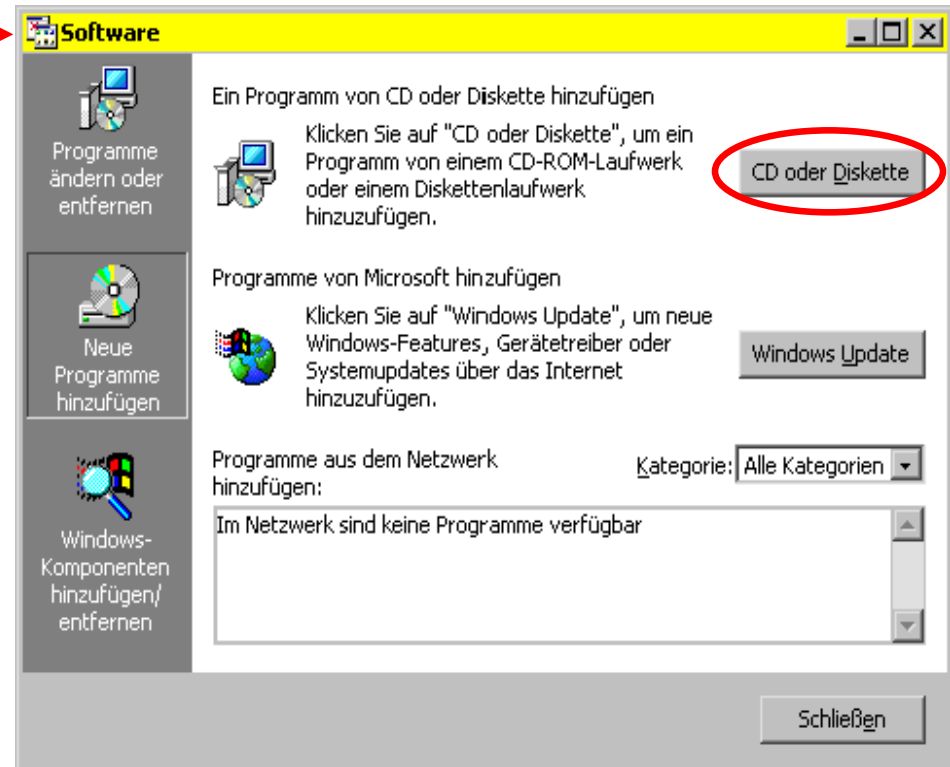 Software
Programme
ändern oder
entfernen
Neue
Programme
hinzufügen
Windows-
Komponenten
hinzufügen/
entfernen
Ein Programm von CD oder Diskette hinzufügen
Klicken Sie auf "CD oder Diskette", um ein
Programm von einem CD-ROM-Laufwerk
oder einem Diskettenlaufwerk
hinzuzufügen.
CD oder Diskette
Programme von Microsoft hinzufügen
Klicken Sie auf "Windows Update", um neue
Windows-Features, Gerätetreiber oder
Systemupdates über das Internet
hinzuzufügen.
Windows Update
Programme aus dem Netzwerk
hinzufügen:
Kategorie: Alle Kategorien
Im Netzwerk sind keine Programme verfügbar
Schließen